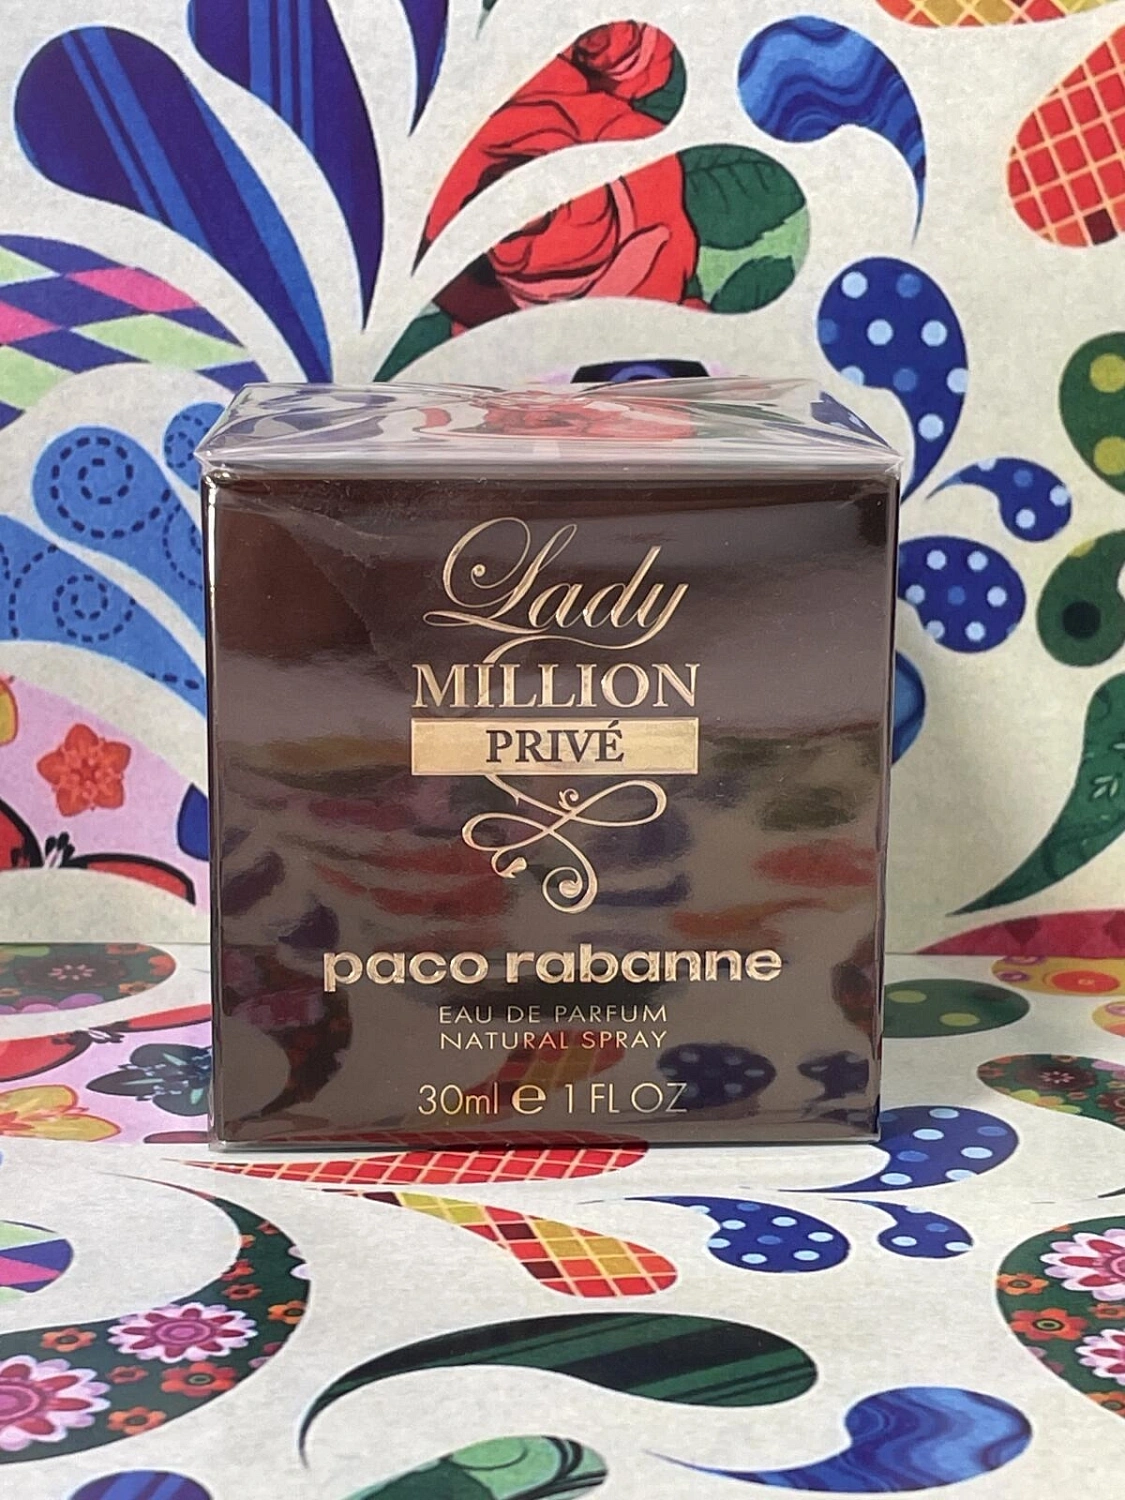 Lady
MILLION
PRIVÉ
paco rabanne
EAU DE PARFUM
NATURAL SPRAY
30ml e 1 FL OZ